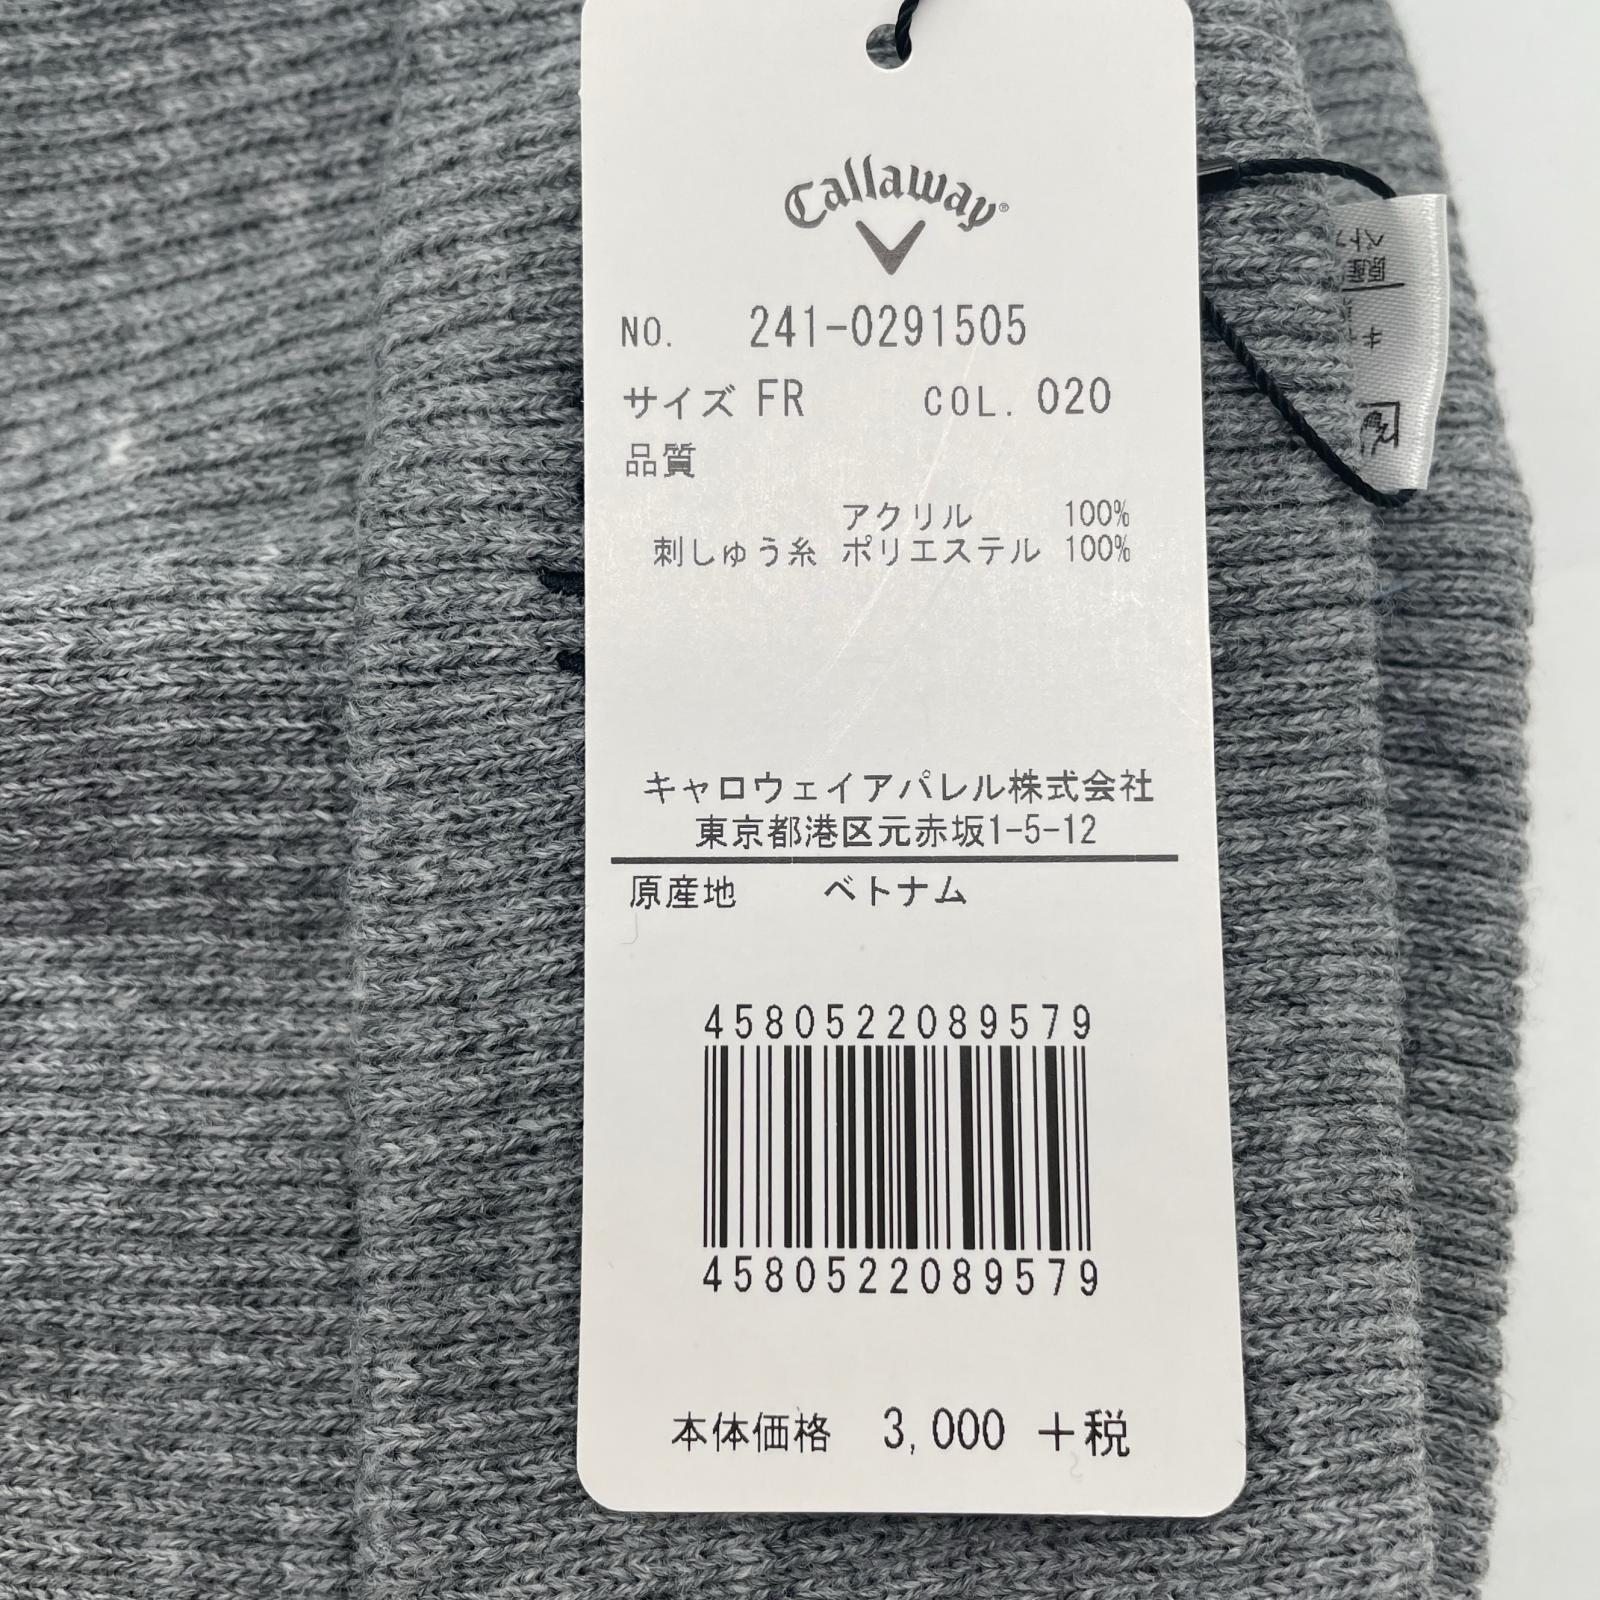 Callaway®
NO. 241-0291505
サイズ FR COL. 020
品質
アクリル 100%
刺しゅう糸 ポリエステル 100%
キャロウェイアパレル株式会社
東京都港区元赤坂1-5-12
原産地 ベトナム
4580522089579
4580522089579
本体価格 3,000 +税